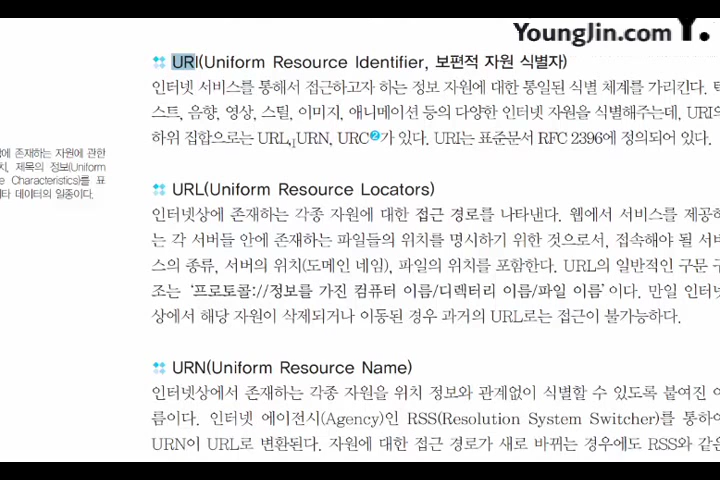 YoungJin.com Y.
URI(Uniform Resource Identifier, 보편적 자원 식별자)
인터넷 서비스를 통해서 접근하고자 하는 정보 자원에 대한 통일된 식별 체계를 가리킨다. 텍
스트, 음향, 영상, 스틸, 이미지, 애니메이션 등의 다양한 인터넷 자원을 식별해주는데, URI의
하위 집합으로는 URL, URN, URC❷가 있다. URI는 표준문서 RFC 2396에 정의되어 있다.
에 존재하는 자원에 관한
치, 제목의 정보(Uniform
e Characteristics)를 표
타 데이터의 일종이다.
URL(Uniform Resource Locators)
인터넷상에 존재하는 각종 자원에 대한 접근 경로를 나타낸다. 웹에서 서비스를 제공하
는 각 서버들 안에 존재하는 파일들의 위치를 명시하기 위한 것으로서, 접속해야 될 서비
스의 종류, 서버의 위치(도메인 네임), 파일의 위치를 포함한다. URL의 일반적인 구문 구
조는 ‘프로토콜://정보를 가진 컴퓨터 이름/디렉터리 이름/파일 이름’이다. 만일 인터넷
상에서 해당 자원이 삭제되거나 이동된 경우 과거의 URL로는 접근이 불가능하다.
URN(Uniform Resource Name)
인터넷상에서 존재하는 각종 자원을 위치 정보와 관계없이 식별할 수 있도록 붙여진 이
름이다. 인터넷 에이전시(Agency)인 RSS(Resolution System Switcher)를 통하여
URN이 URL로 변환된다. 자원에 대한 접근 경로가 새로 바뀌는 경우에도 RSS와 같은